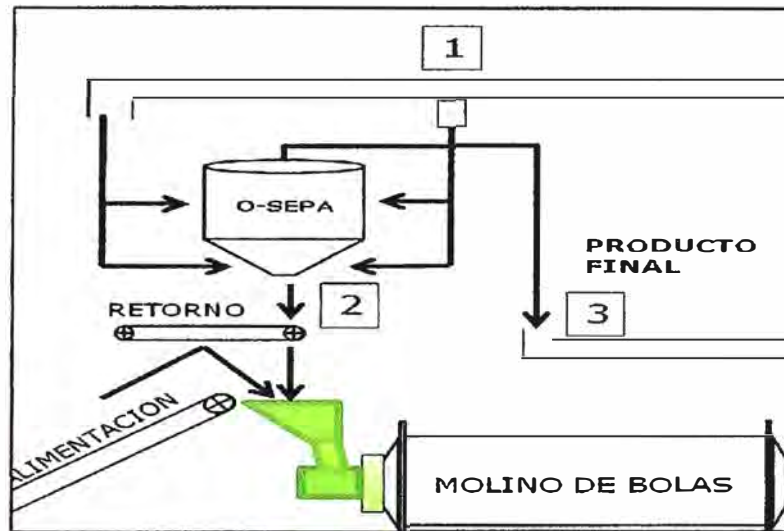 1
O-SEPA
PRODUCTO
FINAL
RETORNO
2
3
ALIMENTACION
MOLINO DE BOLAS